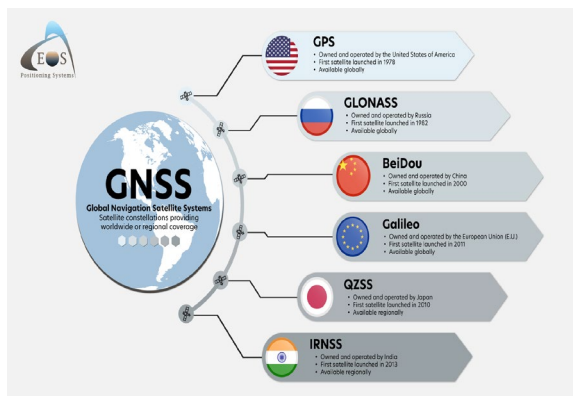 EOS
Positioning Systems
GNSS
Global Navigation Satellite Systems
Satellite constellations providing
worldwide or regional coverage
GPS
• Owned and operated by the United States of America
• First satellite launched in 1978
• Available globally
GLONASS
• Owned and operated by Russia
• First satellite launched in 1982
• Available globally
BeiDou
• Owned and operated by China
• First satellite launched in 2000
• Available globally
Galileo
• Owned and operated by the European Union (E.U.)
• First satellite launched in 2011
• Available globally
QZSS
• Owned and operated by Japan
• First satellite launched in 2010
• Available regionally
IRNSS
• Owned and operated by India
• First satellite launched in 2013
• Available regionally